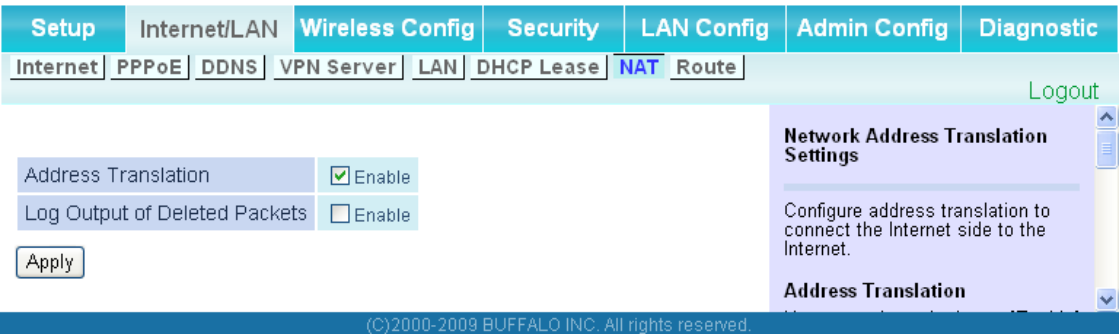 Setup Internet/LAN Wireless Config Security LAN Config Admin Config Diagnostic
Internet PPPoE DDNS VPN Server LAN DHCP Lease NAT Route
Logout
Address Translation Enable
Log Output of Deleted Packets Enable
Apply
Network Address Translation
Settings
Configure address translation to
connect the Internet side to the
Internet.
Address Translation
(C)2000-2009 BUFFALO INC. All rights reserved.